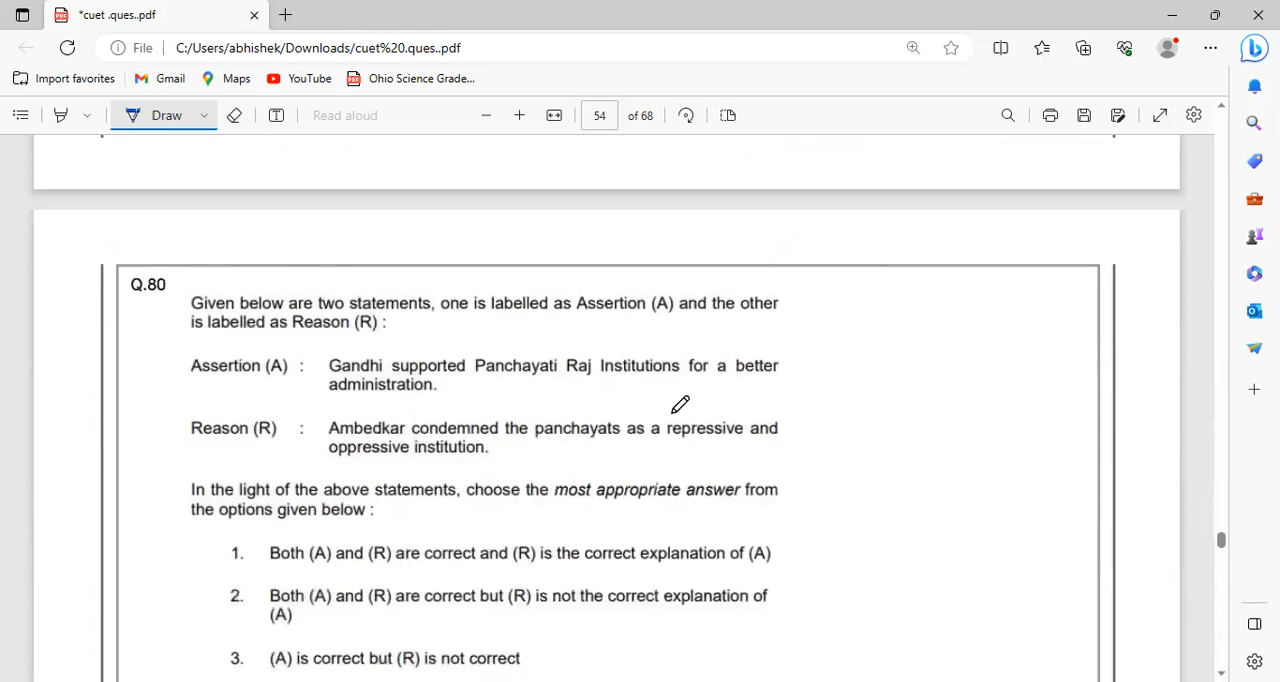 *cuet .ques..pdf
File C:/Users/abhishek/Downloads/cuet%20.ques..pdf
Import favorites Gmail Maps YouTube Ohio Science Grade...
Draw Read aloud 54 of 68
Q.80
Given below are two statements, one is labelled as Assertion (A) and the other
is labelled as Reason (R) :
Assertion (A) : Gandhi supported Panchayati Raj Institutions for a better
administration.
Reason (R) : Ambedkar condemned the panchayats as a repressive and
oppressive institution.
In the light of the above statements, choose the most appropriate answer from
the options given below :
1. Both (A) and (R) are correct and (R) is the correct explanation of (A)
2. Both (A) and (R) are correct but (R) is not the correct explanation of
(A)
3. (A) is correct but (R) is not correct